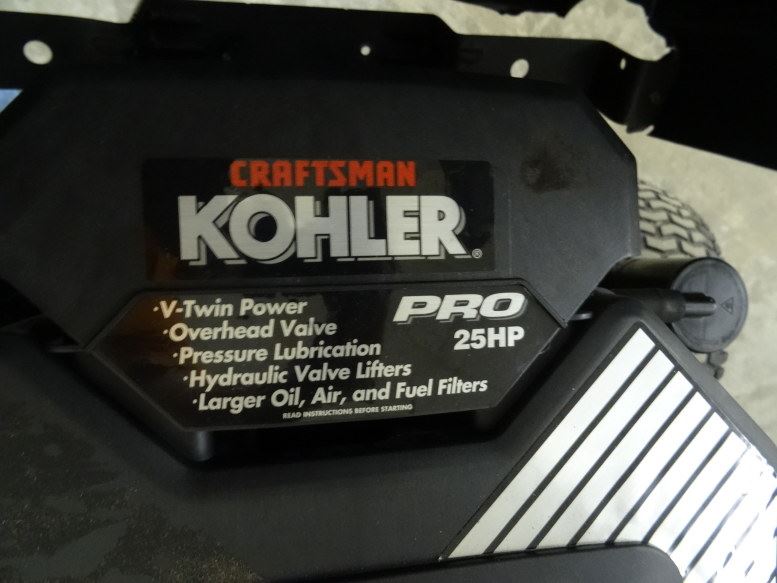 CRAFTSMAN
KOHLER®
PRO
25HP
·V-Twin Power
·Overhead Valve
·Pressure Lubrication
·Hydraulic Valve Lifters
·Larger Oil, Air, and Fuel Filters
READ INSTRUCTIONS BEFORE STARTING